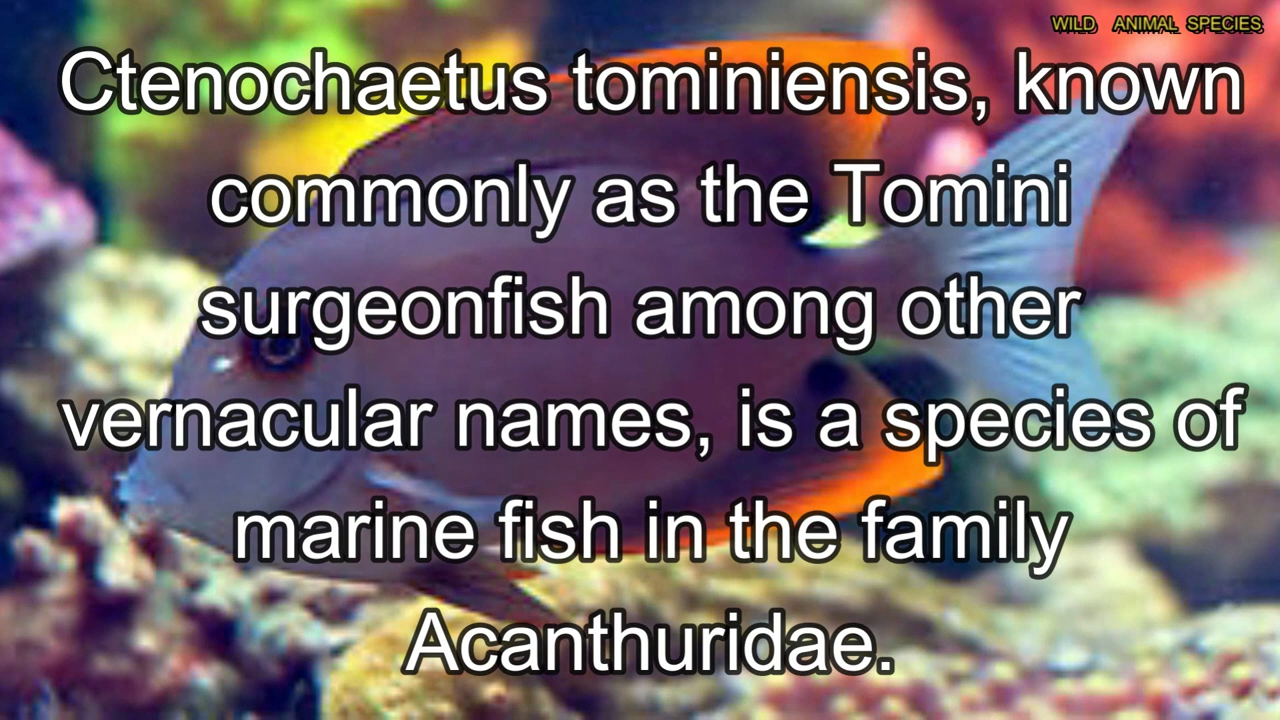 WILD ANIMAL SPECIES
Ctenochaetus tominiensis, known
commonly as the Tomini
surgeonfish among other
vernacular names, is a species of
marine fish in the family
Acanthuridae.